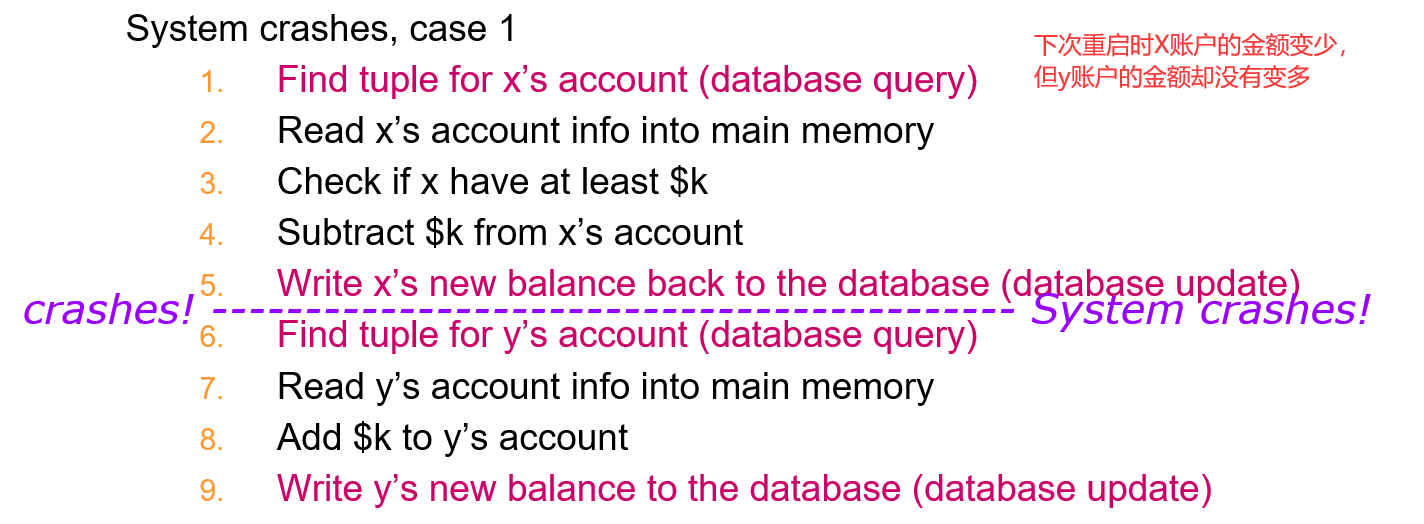 System crashes, case 1
下次重启时X账户的金额变少，
但y账户的金额却没有变多
1. Find tuple for x’s account (database query)
2. Read x’s account info into main memory
3. Check if x have at least $k
4. Subtract $k from x’s account
5. Write x’s new balance back to the database (database update)
crashes! ------------------------------------------- System crashes!
6. Find tuple for y’s account (database query)
7. Read y’s account info into main memory
8. Add $k to y’s account
9. Write y’s new balance to the database (database update)